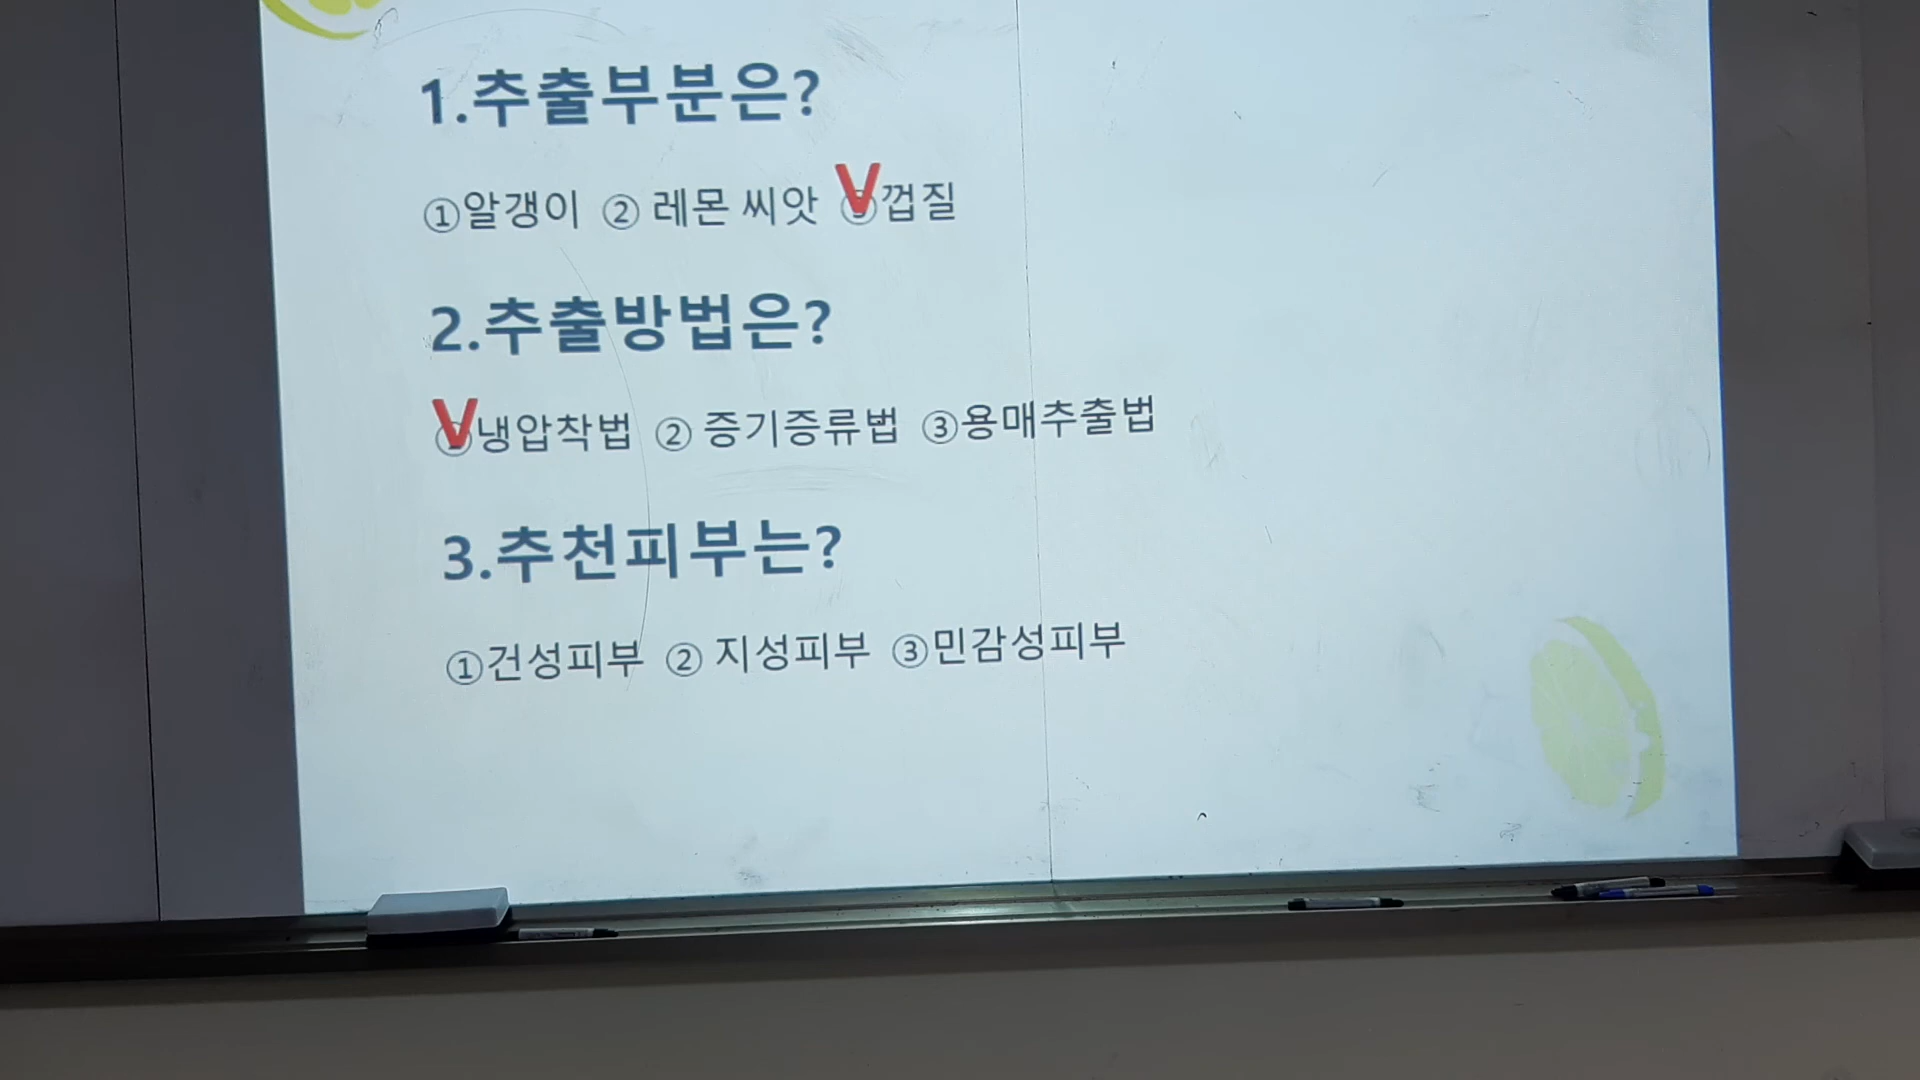 1.추출부분은?
①알갱이 ② 레몬 씨앗 V③껍질
2.추출방법은?
V①냉압착법 ② 증기증류법 ③용매추출법
3.추천피부는?
①건성피부 ② 지성피부 ③민감성피부